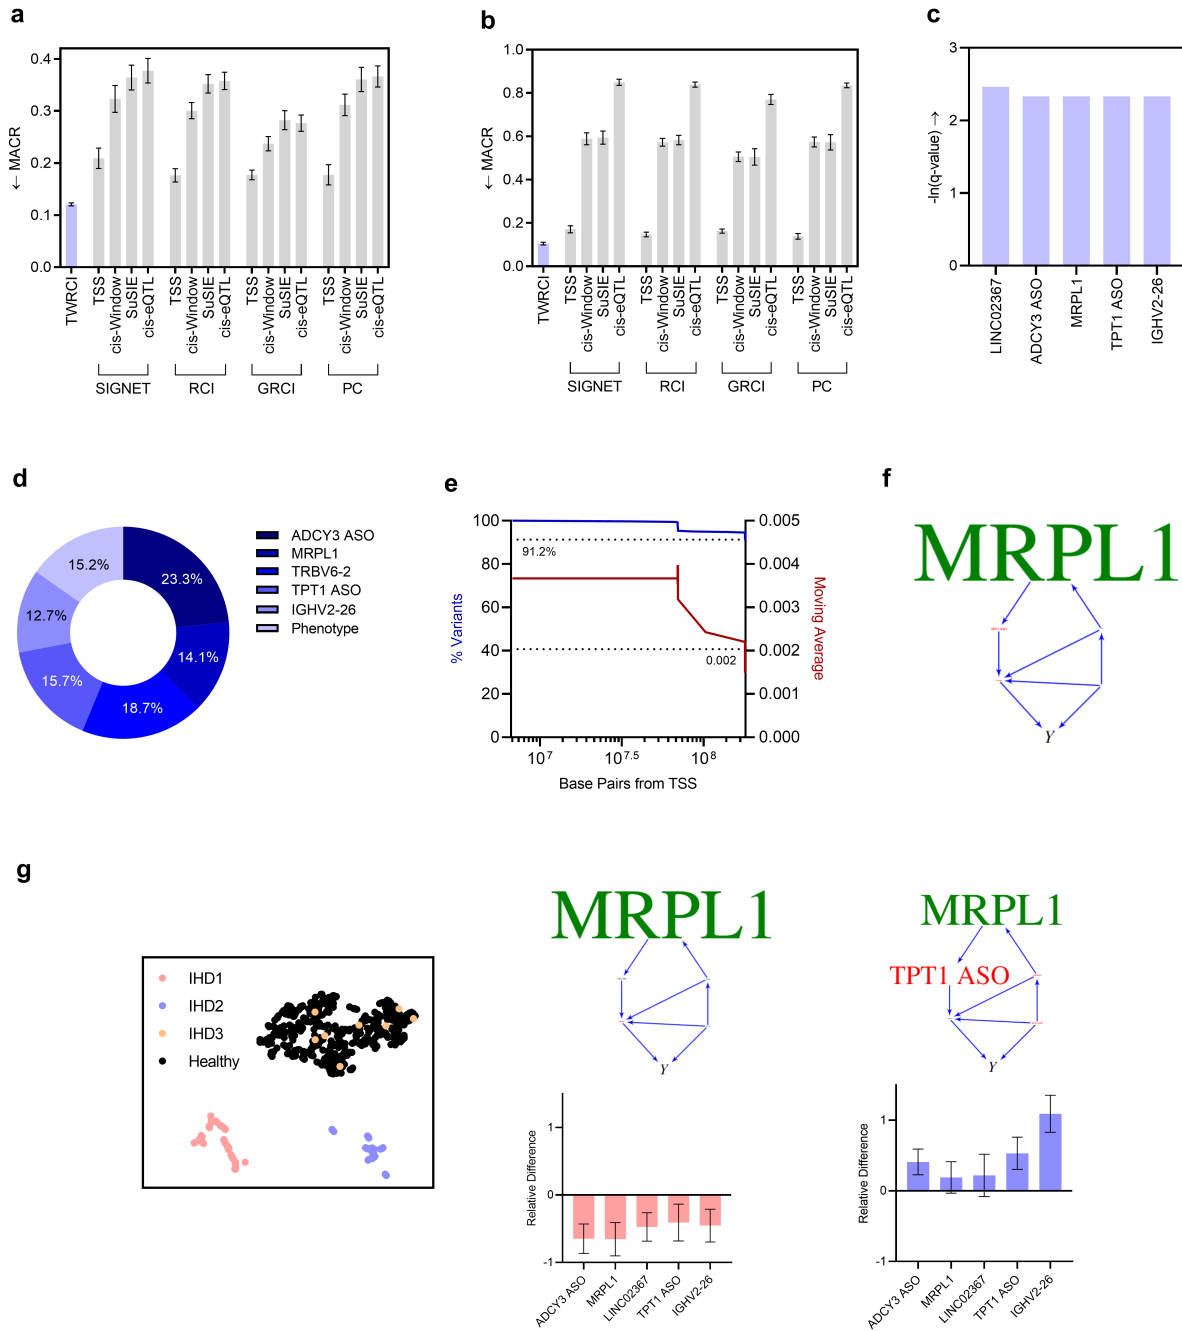 a
← MACR
0.4
0.3
0.2
0.1
0.0
TWRCI
TSS
cis-Window
SuSIE
cis-eQTL
TSS
cis-Window
SuSIE
cis-eQTL
TSS
cis-Window
SuSIE
cis-eQTL
TSS
cis-Window
SuSIE
cis-eQTL
SIGNET
RCI
GRCI
PC
b
← MACR
1.0
0.8
0.6
0.4
0.2
0.0
TWRCI
TSS
cis-Window
SuSIE
cis-eQTL
TSS
cis-Window
SuSIE
cis-eQTL
TSS
cis-Window
SuSIE
cis-eQTL
TSS
cis-Window
SuSIE
cis-eQTL
SIGNET
RCI
GRCI
PC
c
-ln(q-value) →
3
2
1
0
LINC02367
ADCY3 ASO
MRPL1
TPT1 ASO
IGHV2-26
d
15.2%
23.3%
12.7%
14.1%
15.7%
18.7%
ADCY3 ASO
MRPL1
TRBV6-2
TPT1 ASO
IGHV2-26
Phenotype
e
% Variants
100
80
60
40
20
0
91.2%
0.002
0.005
0.004
0.003
0.002
0.001
0.000
Moving Average
10^7
10^7.5
10^8
Base Pairs from TSS
f
MRPL1
Y
g
IHD1
IHD2
IHD3
Healthy
MRPL1
Y
Relative Difference
1
0
-1
ADCY3 ASO
MRPL1
LINC02367
TPT1 ASO
IGHV2-26
MRPL1
TPT1 ASO
Y
Relative Difference
1
0
-1
ADCY3 ASO
MRPL1
LINC02367
TPT1 ASO
IGHV2-26